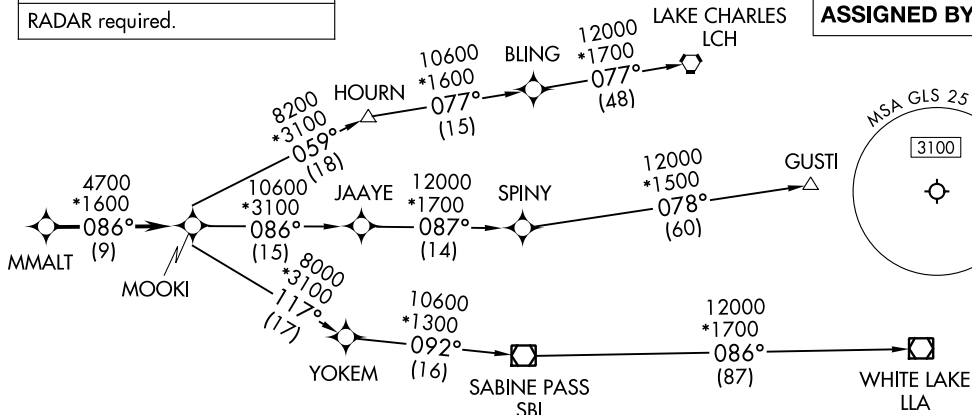 RADAR required.
ASSIGNED BY
LAKE CHARLES
LCH
12000
*1700
077°
(48)
BLING
10600
*1600
077°
(15)
HOURN
8200
*3100
059°
(18)
MSA GLS 25
3100
GUSTI
12000
*1500
078°
(60)
SPINY
12000
*1700
087°
(14)
JAAYE
10600
*3100
086°
(15)
4700
*1600
086°
(9)
MMALT
MOOKI
8000
*3100
117°
(17)
YOKEM
10600
*1300
092°
(16)
SABINE PASS
SBI
12000
*1700
086°
(87)
WHITE LAKE
LLA